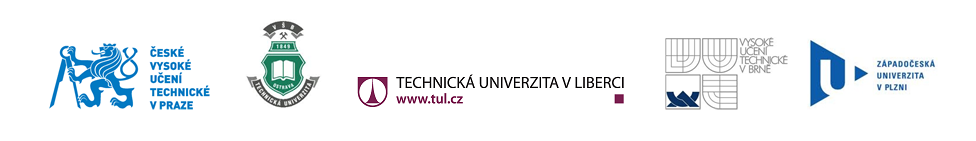 ČESKÉ
VYSOKÉ
UČENÍ
TECHNICKÉ
V PRAZE
VŠB
1849
OSTRAVA
TECHNICKÁ UNIVERZITA
TECHNICKÁ UNIVERZITA V LIBERCI
www.tul.cz
VYSOKÉ
UČENÍ
TECHNICKÉ
V BRNĚ
ZÁPADOČESKÁ
UNIVERZITA
V PLZNI